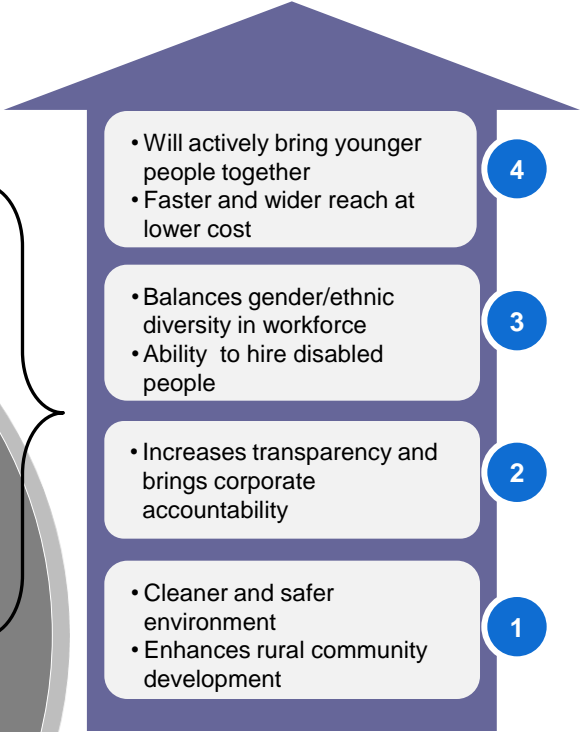 • Will actively bring younger
people together
• Faster and wider reach at
lower cost
4
• Balances gender/ethnic
diversity in workforce
• Ability to hire disabled
people
3
• Increases transparency and
brings corporate
accountability
2
• Cleaner and safer
environment
• Enhances rural community
development
1